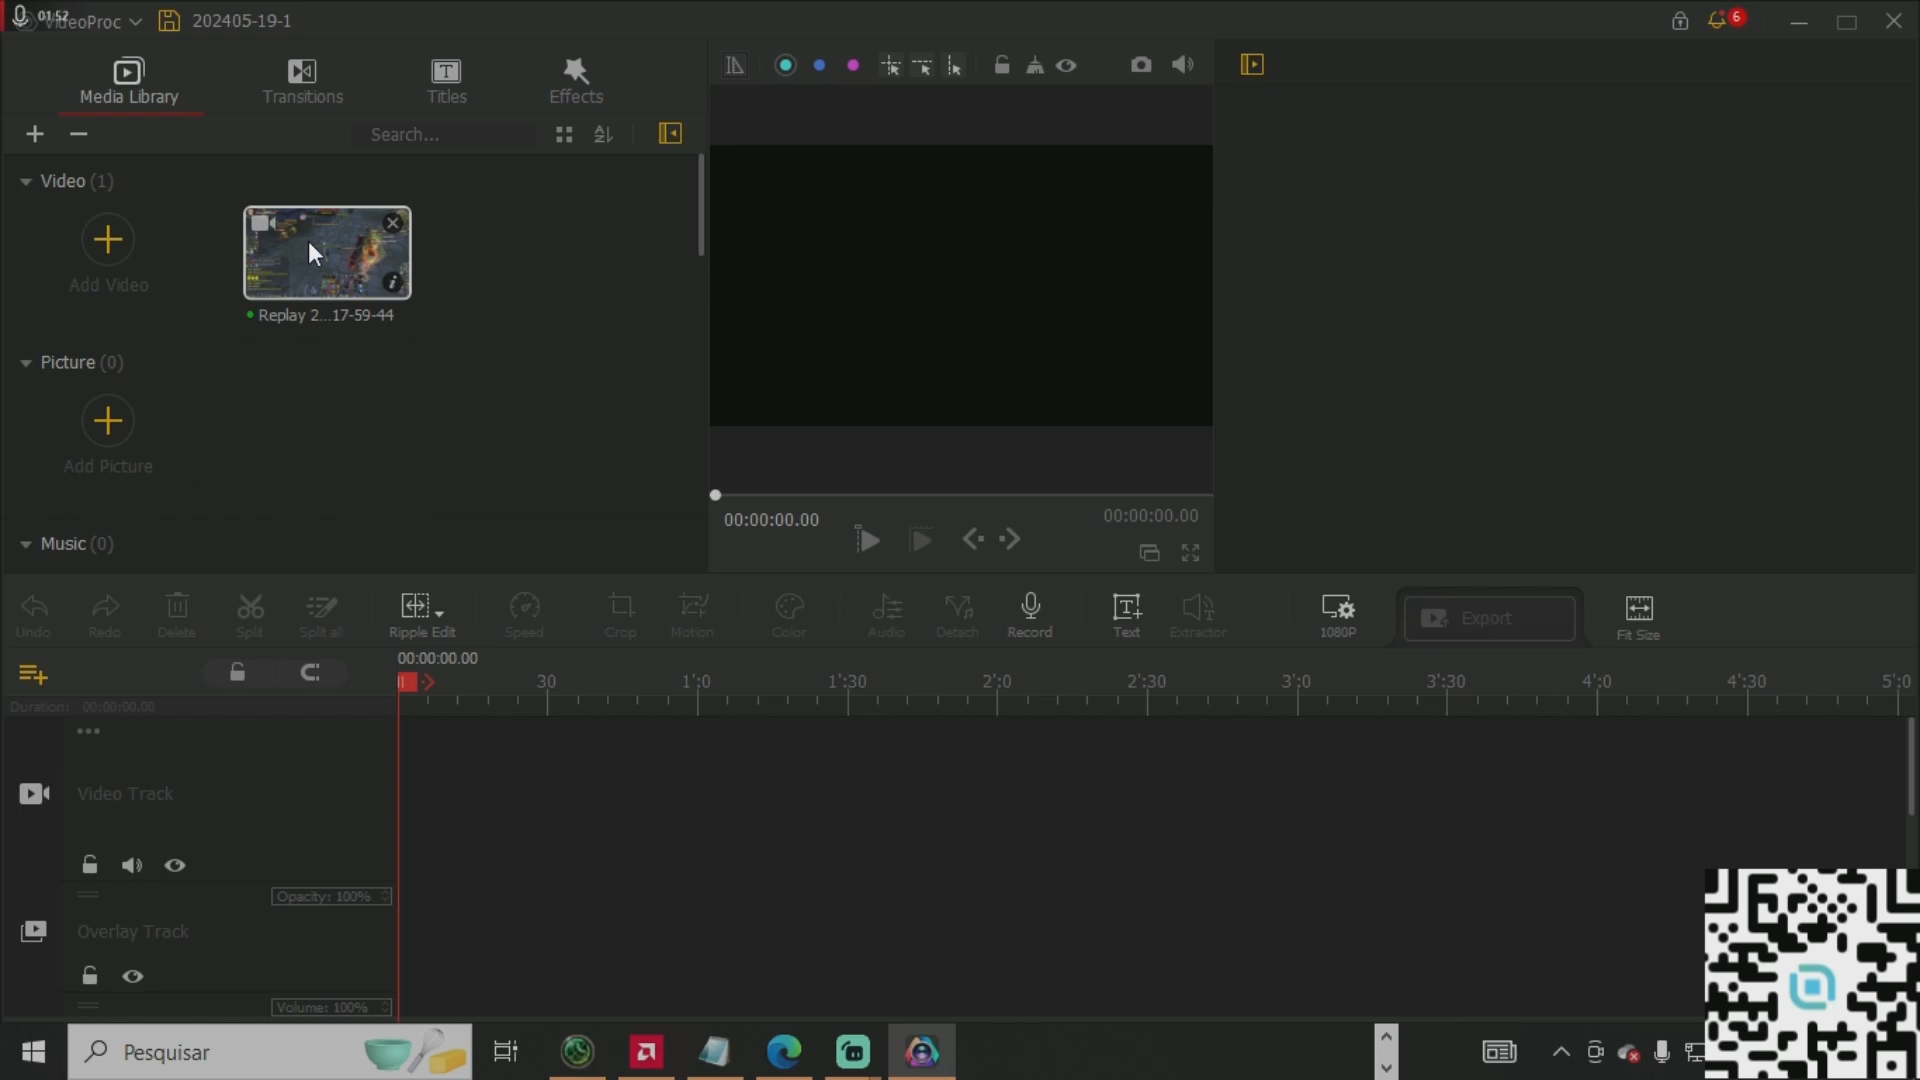 01:52
VideoProc
202405-19-1
6
Media Library
Transitions
Titles
Effects
Search...
Video (1)
Add Video
Replay 2...17-59-44
Picture (0)
Add Picture
Music (0)
00:00:00.00
00:00:00.00
Undo
Redo
Delete
Split
Split all
Ripple Edit
Speed
Crop
Motion
Color
Audio
Detach
Record
Text
Extractor
1080P
Export
Fit Size
00:00:00.00
30
1':0
1':30
2':0
2':30
3':0
3':30
4':0
4':30
5':0
Duration: 00:00:00.00
Video Track
Opacity: 100%
Overlay Track
Volume: 100%
Pesquisar